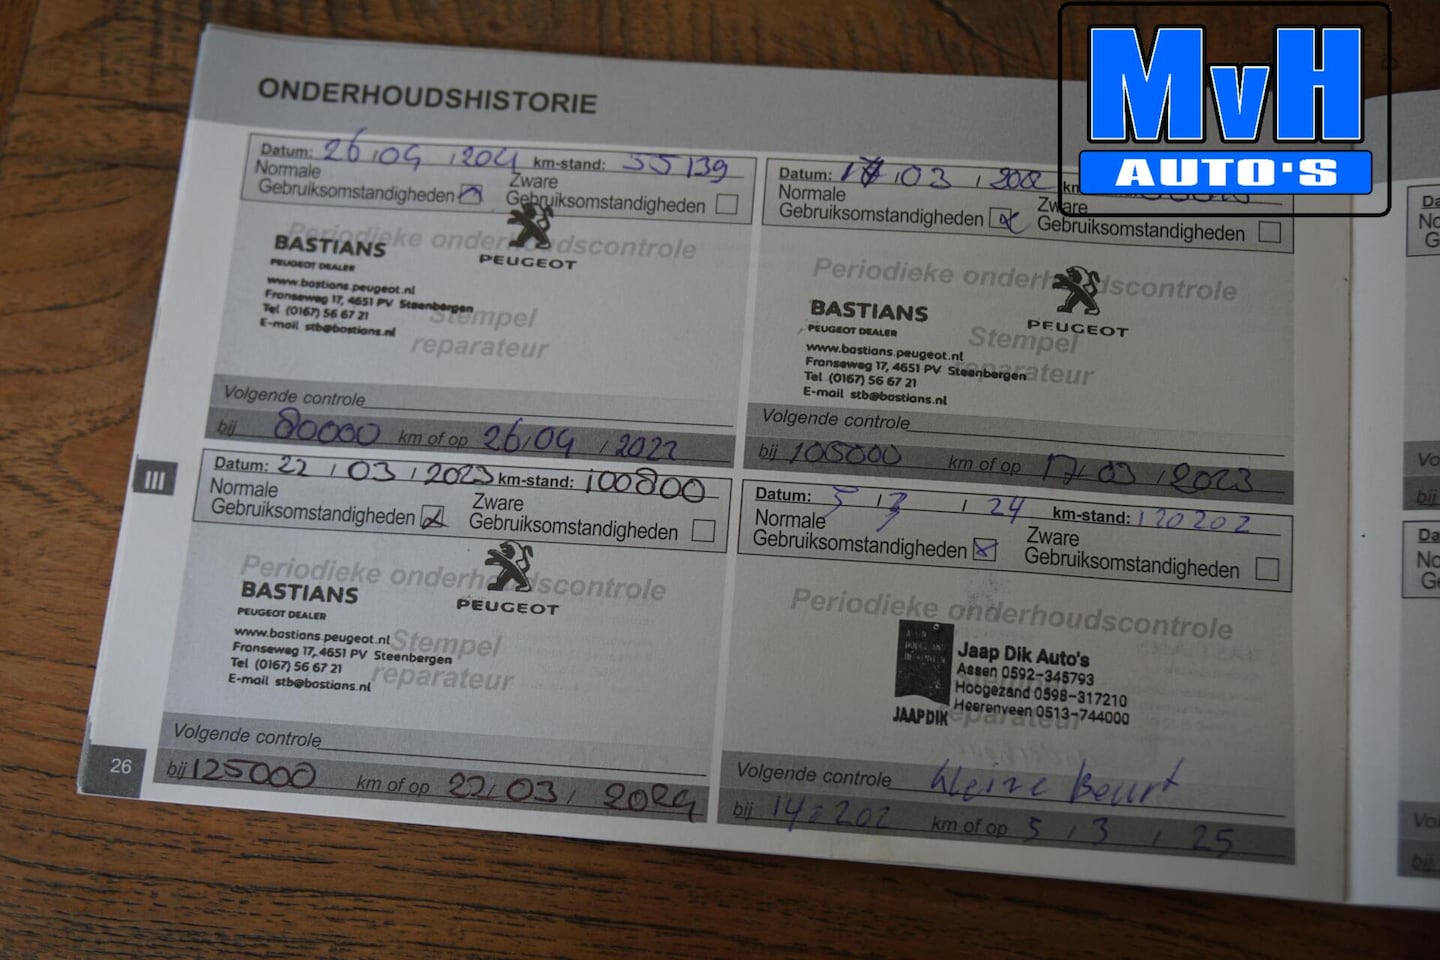 MvH
AUTO'S
ONDERHOUDSHISTORIE
Datum: 26/04/2021 km-stand: 55139
Normale Zware
Gebruiksomstandigheden Gebruiksomstandigheden
Periodieke onderhoudscontrole
BASTIANS
PEUGEOT DEALER
PEUGEOT
www.bastians.peugeot.nl
Franseweg 17, 4651 PV Steenbergen
Tel (0167) 56 67 21
E-mail stb@bastians.nl
Stempel
reparateur
Volgende controle
bij 80000 km of op 26/04/2022
Datum: 17/03/2022 km
Normale Zware
Gebruiksomstandigheden Gebruiksomstandigheden
Periodieke onderhoudscontrole
BASTIANS
PEUGEOT DEALER
PEUGEOT
www.bastians.peugeot.nl
Franseweg 17, 4651 PV Steenbergen
Tel (0167) 56 67 21
E-mail stb@bastians.nl
Stempel
reparateur
Volgende controle
bij 105000 km of op 17/03/2023
III
Datum: 22/03/2023 km-stand: 100800
Normale Zware
Gebruiksomstandigheden Gebruiksomstandigheden
Periodieke onderhoudscontrole
BASTIANS
PEUGEOT DEALER
PEUGEOT
www.bastians.peugeot.nl
Franseweg 17, 4651 PV Steenbergen
Tel (0167) 56 67 21
E-mail stb@bastians.nl
Stempel
reparateur
Volgende controle
bij 125000 km of op 22/03/2024
Datum: 5/3/24 km-stand: 120202
Normale Zware
Gebruiksomstandigheden Gebruiksomstandigheden
Periodieke onderhoudscontrole
Jaap Dik Auto's
Assen 0592-345793
Hoogezand 0598-317210
Heerenveen 0513-744000
JAAP DIK
reparateur
Volgende controle kleine Beurt
bij km of op 5/3/25
26